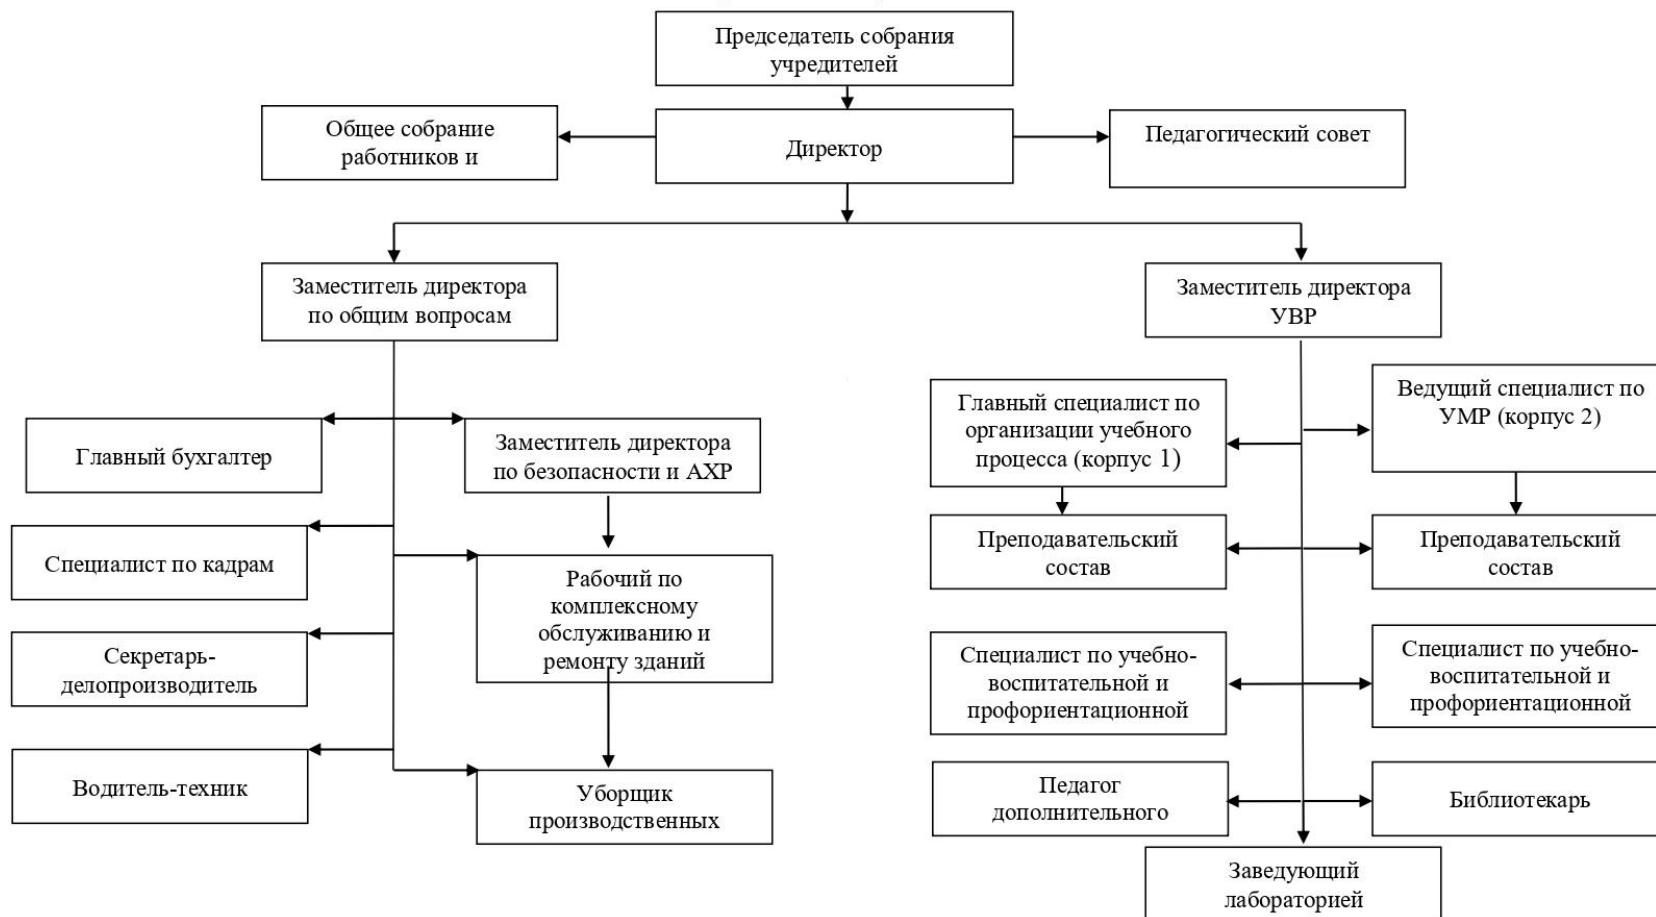 Председатель собрания
учредителей
Общее собрание
работников и
Директор
Педагогический совет
Заместитель директора
по общим вопросам
Заместитель директора
УВР
Главный бухгалтер
Заместитель директора
по безопасности и АХР
Специалист по кадрам
Рабочий по
комплексному
обслуживанию и
ремонту зданий
Секретарь-
делопроизводитель
Водитель-техник
Уборщик
производственных
Главный специалист по
организации учебного
процесса (корпус 1)
Ведущий специалист по
УМР (корпус 2)
Преподавательский
состав
Преподавательский
состав
Специалист по учебно-
воспитательной и
профориентационной
Специалист по учебно-
воспитательной и
профориентационной
Педагог
дополнительного
Библиотекарь
Заведующий
лабораторией